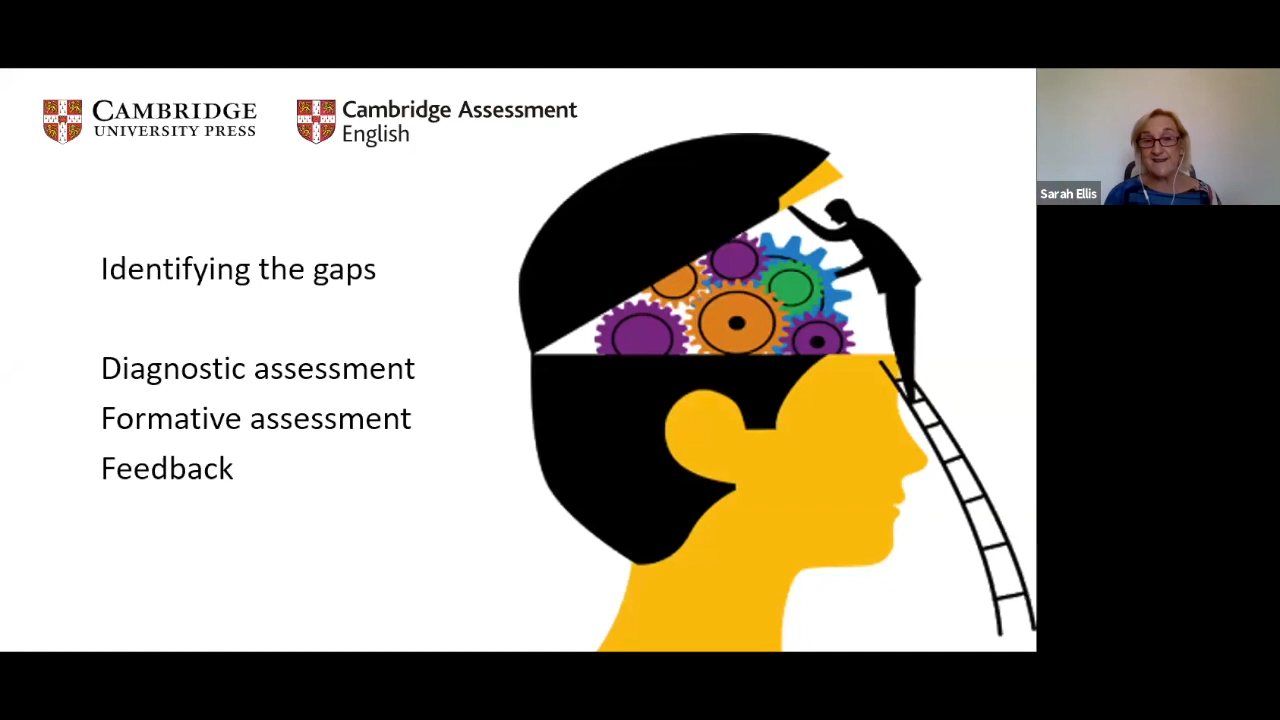 CAMBRIDGE
UNIVERSITY PRESS
Cambridge Assessment
English
Identifying the gaps
Diagnostic assessment
Formative assessment
Feedback
Sarah Ellis